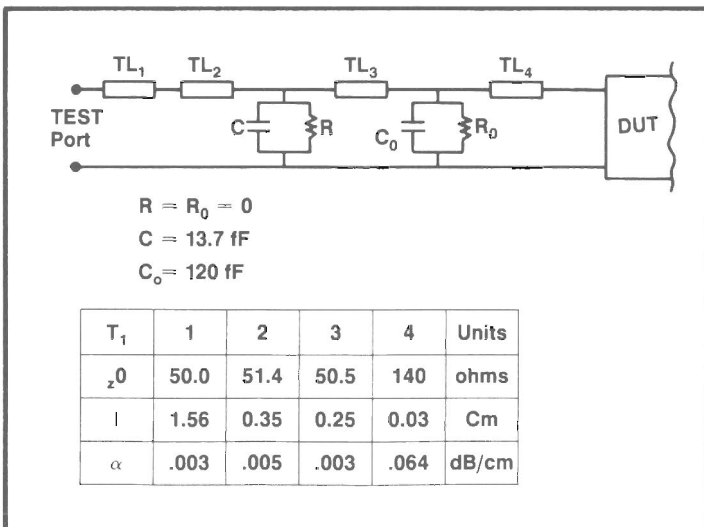 TL₁ TL₂ TL₃ TL₄
TEST
Port
C R C₀ R₀ DUT
R = R₀ = 0
C = 13.7 fF
Cₒ= 120 fF
T₁ 1 2 3 4 Units
z0 50.0 51.4 50.5 140 ohms
l 1.56 0.35 0.25 0.03 Cm
α .003 .005 .003 .064 dB/cm